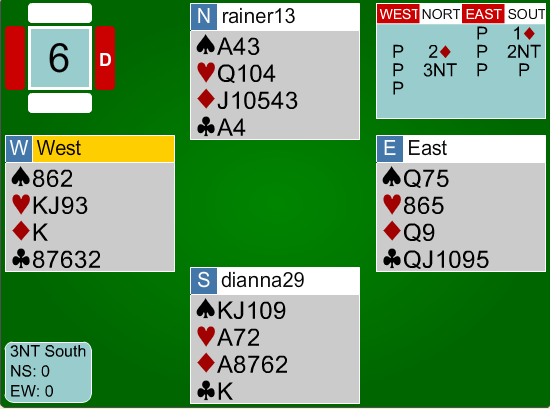 6
D
N rainer13
♠A43
♥Q104
♦J10543
♣A4
WEST NORT EAST SOUT
P 1♦
P 2♦ P 2NT
P 3NT P P
P
W West
♠862
♥KJ93
♦K
♣87632
E East
♠Q75
♥865
♦Q9
♣QJ1095
S dianna29
♠KJ109
♥A72
♦A8762
♣K
3NT South
NS: 0
EW: 0